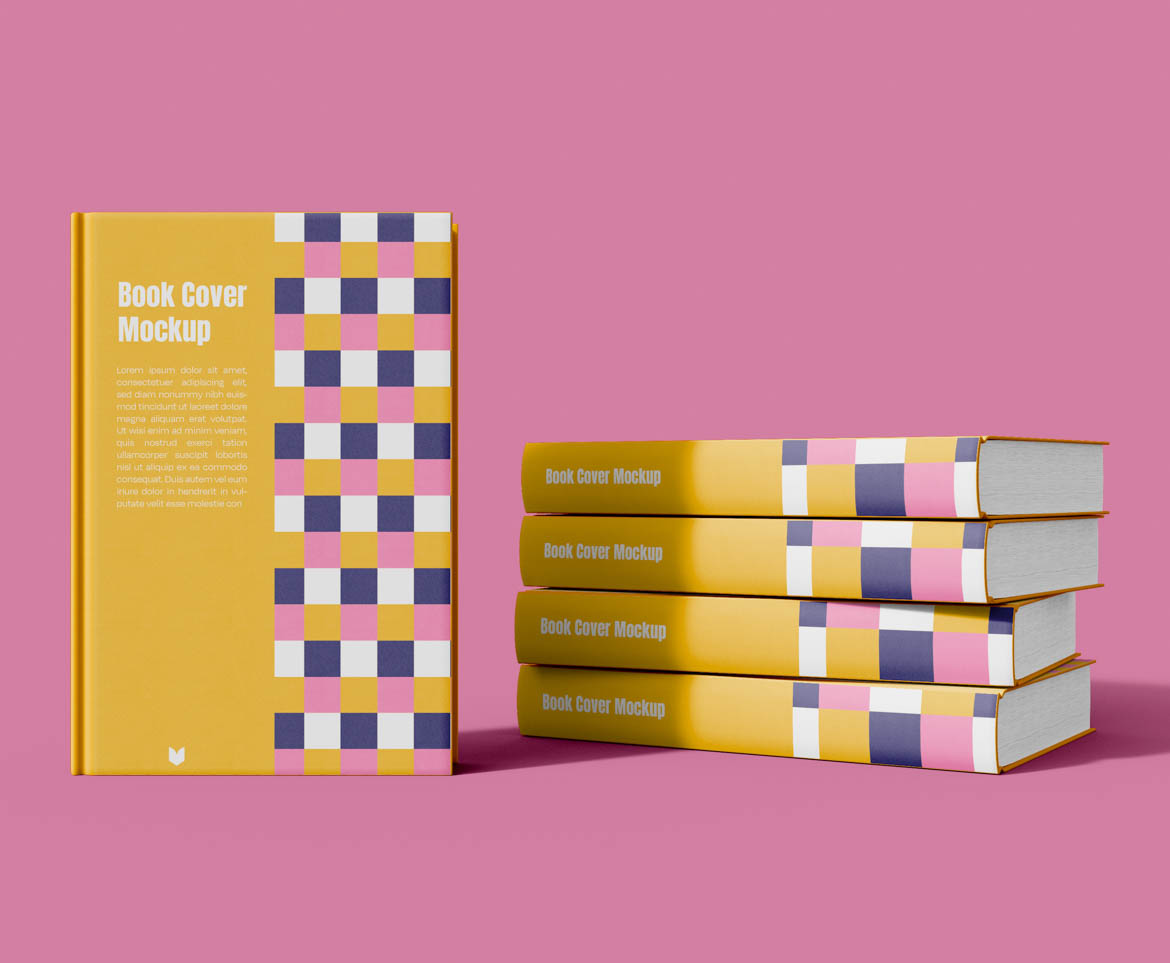 Book Cover
Mockup
Lorem ipsum dolor sit amet,
consectetuer adipiscing elit,
sed diam nonummy nibh euis-
mod tincidunt ut laoreet dolore
magna aliquam erat volutpat.
Ut wisi enim ad minim veniam,
quis nostrud exerci tation
ullamcorper suscipit lobortis
nisl ut aliquip ex ea commodo
consequat. Duis autem vel eum
iriure dolor in hendrerit in vul-
putate velit esse molestie con
Book Cover Mockup
Book Cover Mockup
Book Cover Mockup
Book Cover Mockup